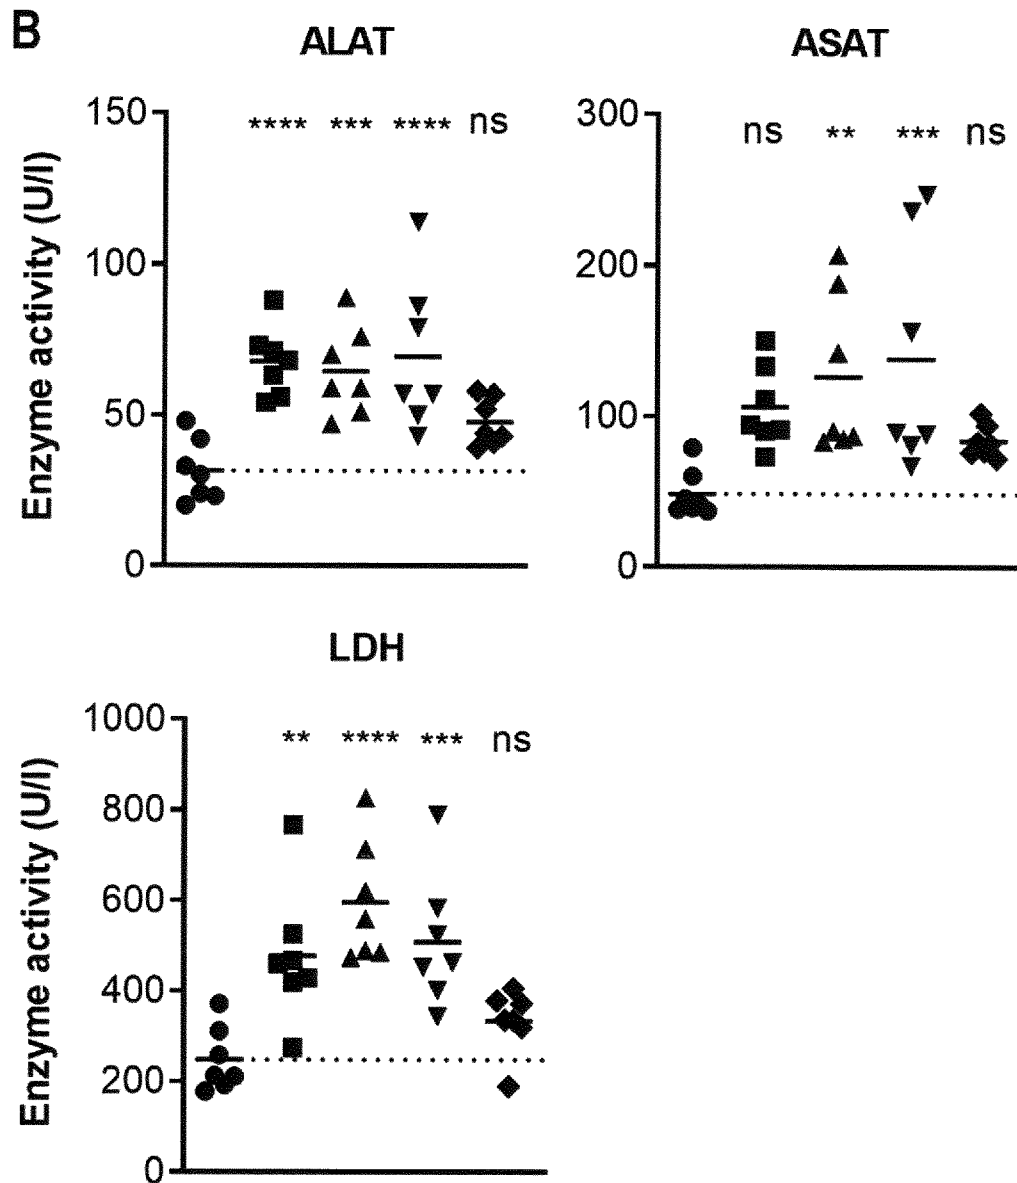 B
ALAT
Enzyme activity (U/l)
150
100
50
0
**** *** **** ns
ASAT
300
200
100
0
ns ** *** ns
LDH
Enzyme activity (U/l)
1000
800
600
400
200
0
** **** *** ns